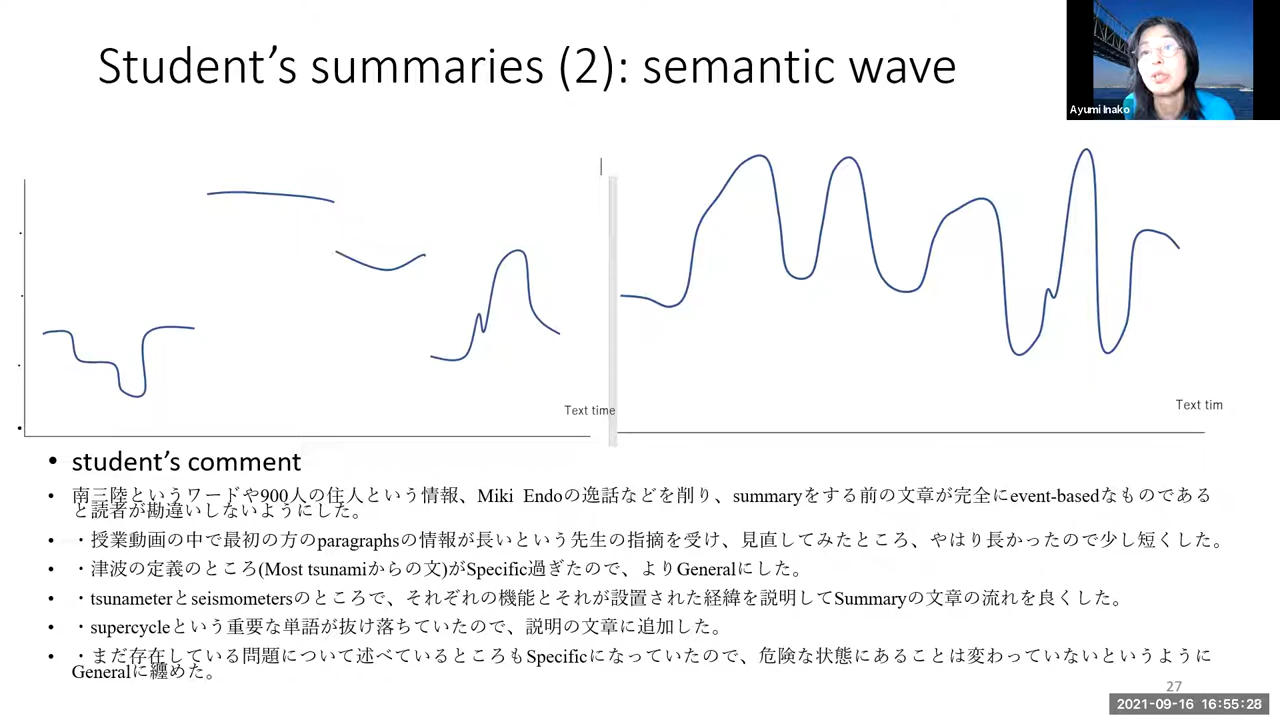 Student's summaries (2): semantic wave
Ayumi Inako
Text time
Text tim
• student's comment
• 南三陸というワードや900人の住人という情報、Miki Endoの逸話などを削り、summaryをする前の文章が完全にevent-basedなものである
と読者が勘違いしないようにした。
• ・授業動画の中で最初の方のparagraphsの情報が長いという先生の指摘を受け、見直してみたところ、やはり長かったので少し短くした。
• ・津波の定義のところ(Most tsunamiからの文)がSpecific過ぎたので、よりGeneralにした。
• ・tsunameterとseismometersのところで、それぞれの機能とそれが設置された経緯を説明してSummaryの文章の流れを良くした。
• ・supercycleという重要な単語が抜け落ちていたので、説明の文章に追加した。
• ・まだ存在している問題について述べているところもSpecificになっていたので、危険な状態にあることは変わっていないというように
Generalに纏めた。
27
2021-09-16 16:55:28